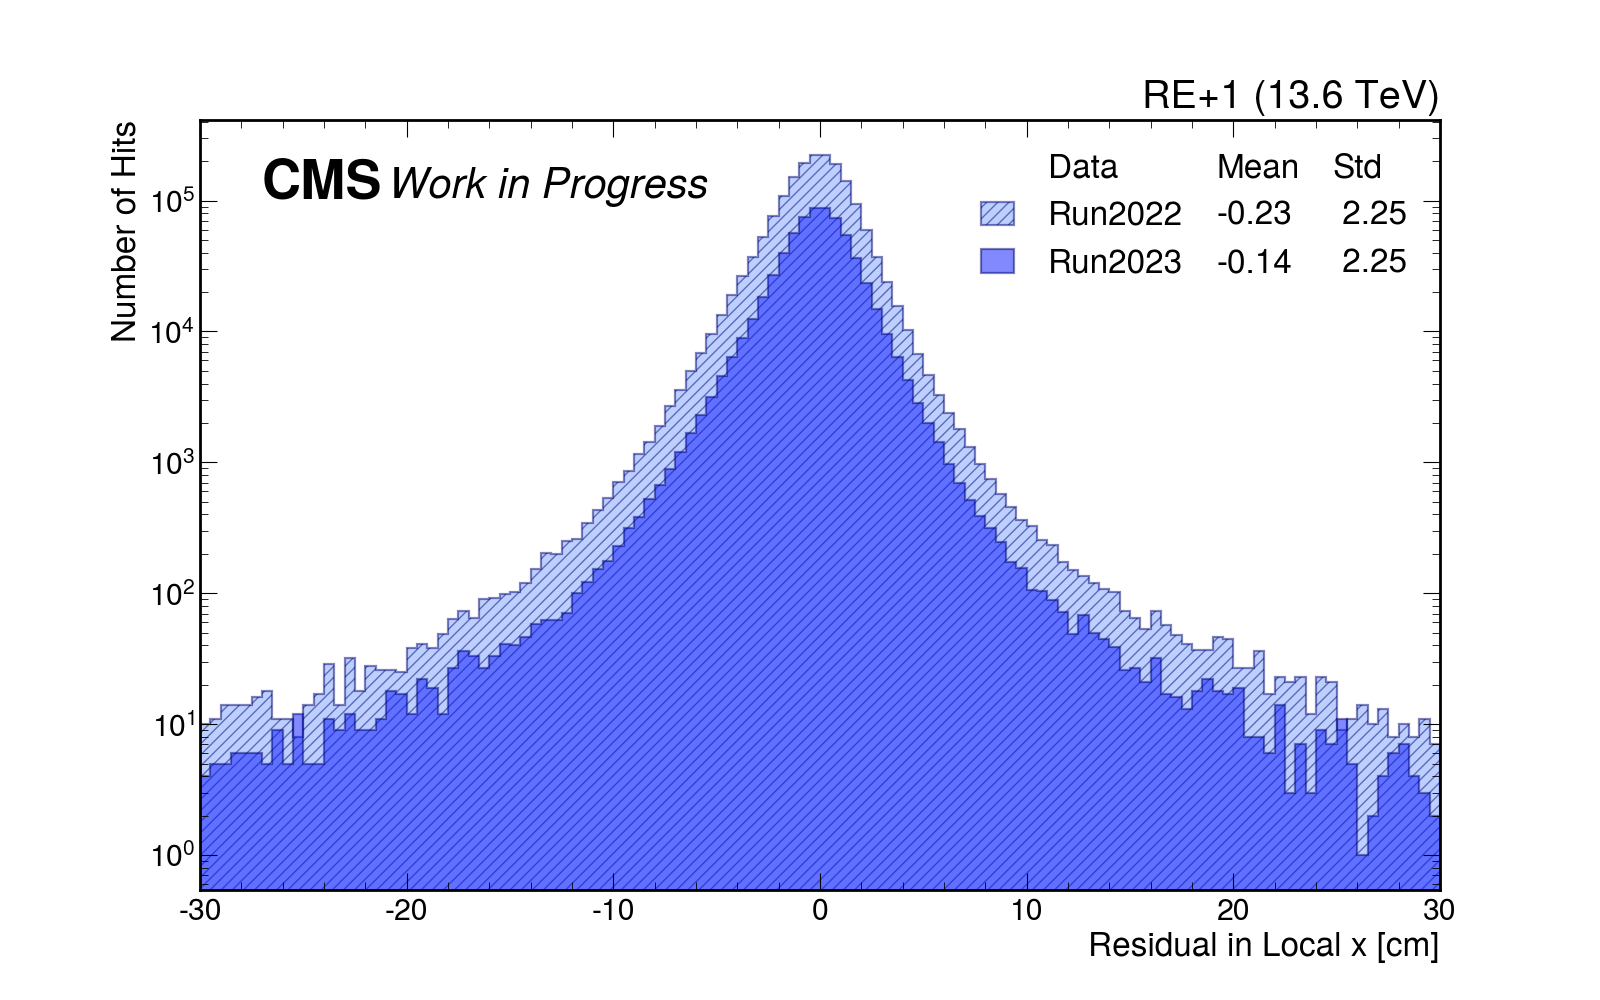 RE+1 (13.6 TeV)
CMS Work in Progress
Data Mean Std
Run2022 -0.23 2.25
Run2023 -0.14 2.25
Number of Hits
10^5
10^4
10^3
10^2
10^1
10^0
-30 -20 -10 0 10 20 30
Residual in Local x [cm]